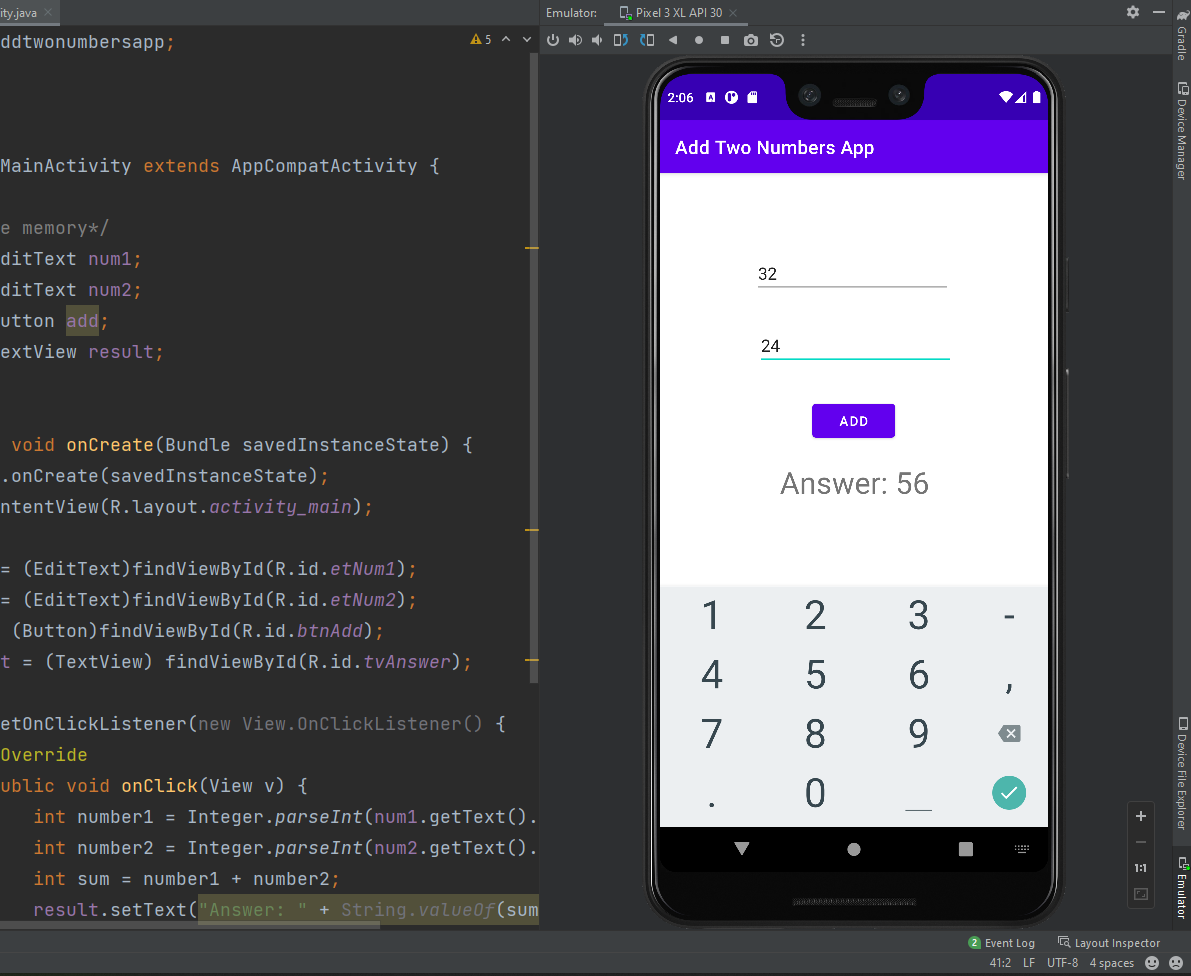 ity.java
Emulator: Pixel 3 XL API 30
ddtwonumbersapp;
5
MainActivity extends AppCompatActivity {
e memory*/
ditText num1;
ditText num2;
utton add;
extView result;
void onCreate(Bundle savedInstanceState) {
.onCreate(savedInstanceState);
ntentView(R.layout.activity_main);
= (EditText)findViewById(R.id.etNum1);
= (EditText)findViewById(R.id.etNum2);
(Button)findViewById(R.id.btnAdd);
t = (TextView) findViewById(R.id.tvAnswer);
etOnClickListener(new View.OnClickListener() {
Override
ublic void onClick(View v) {
int number1 = Integer.parseInt(num1.getText().
int number2 = Integer.parseInt(num2.getText().
int sum = number1 + number2;
result.setText("Answer: " + String.valueOf(sum
2:06
Add Two Numbers App
32
24
ADD
Answer: 56
1 2 3 -
4 5 6 ,
7 8 9
. 0 _
Gradle
Device Manager
Device File Explorer
Emulator
+
−
1:1
2 Event Log Layout Inspector
41:2 LF UTF-8 4 spaces